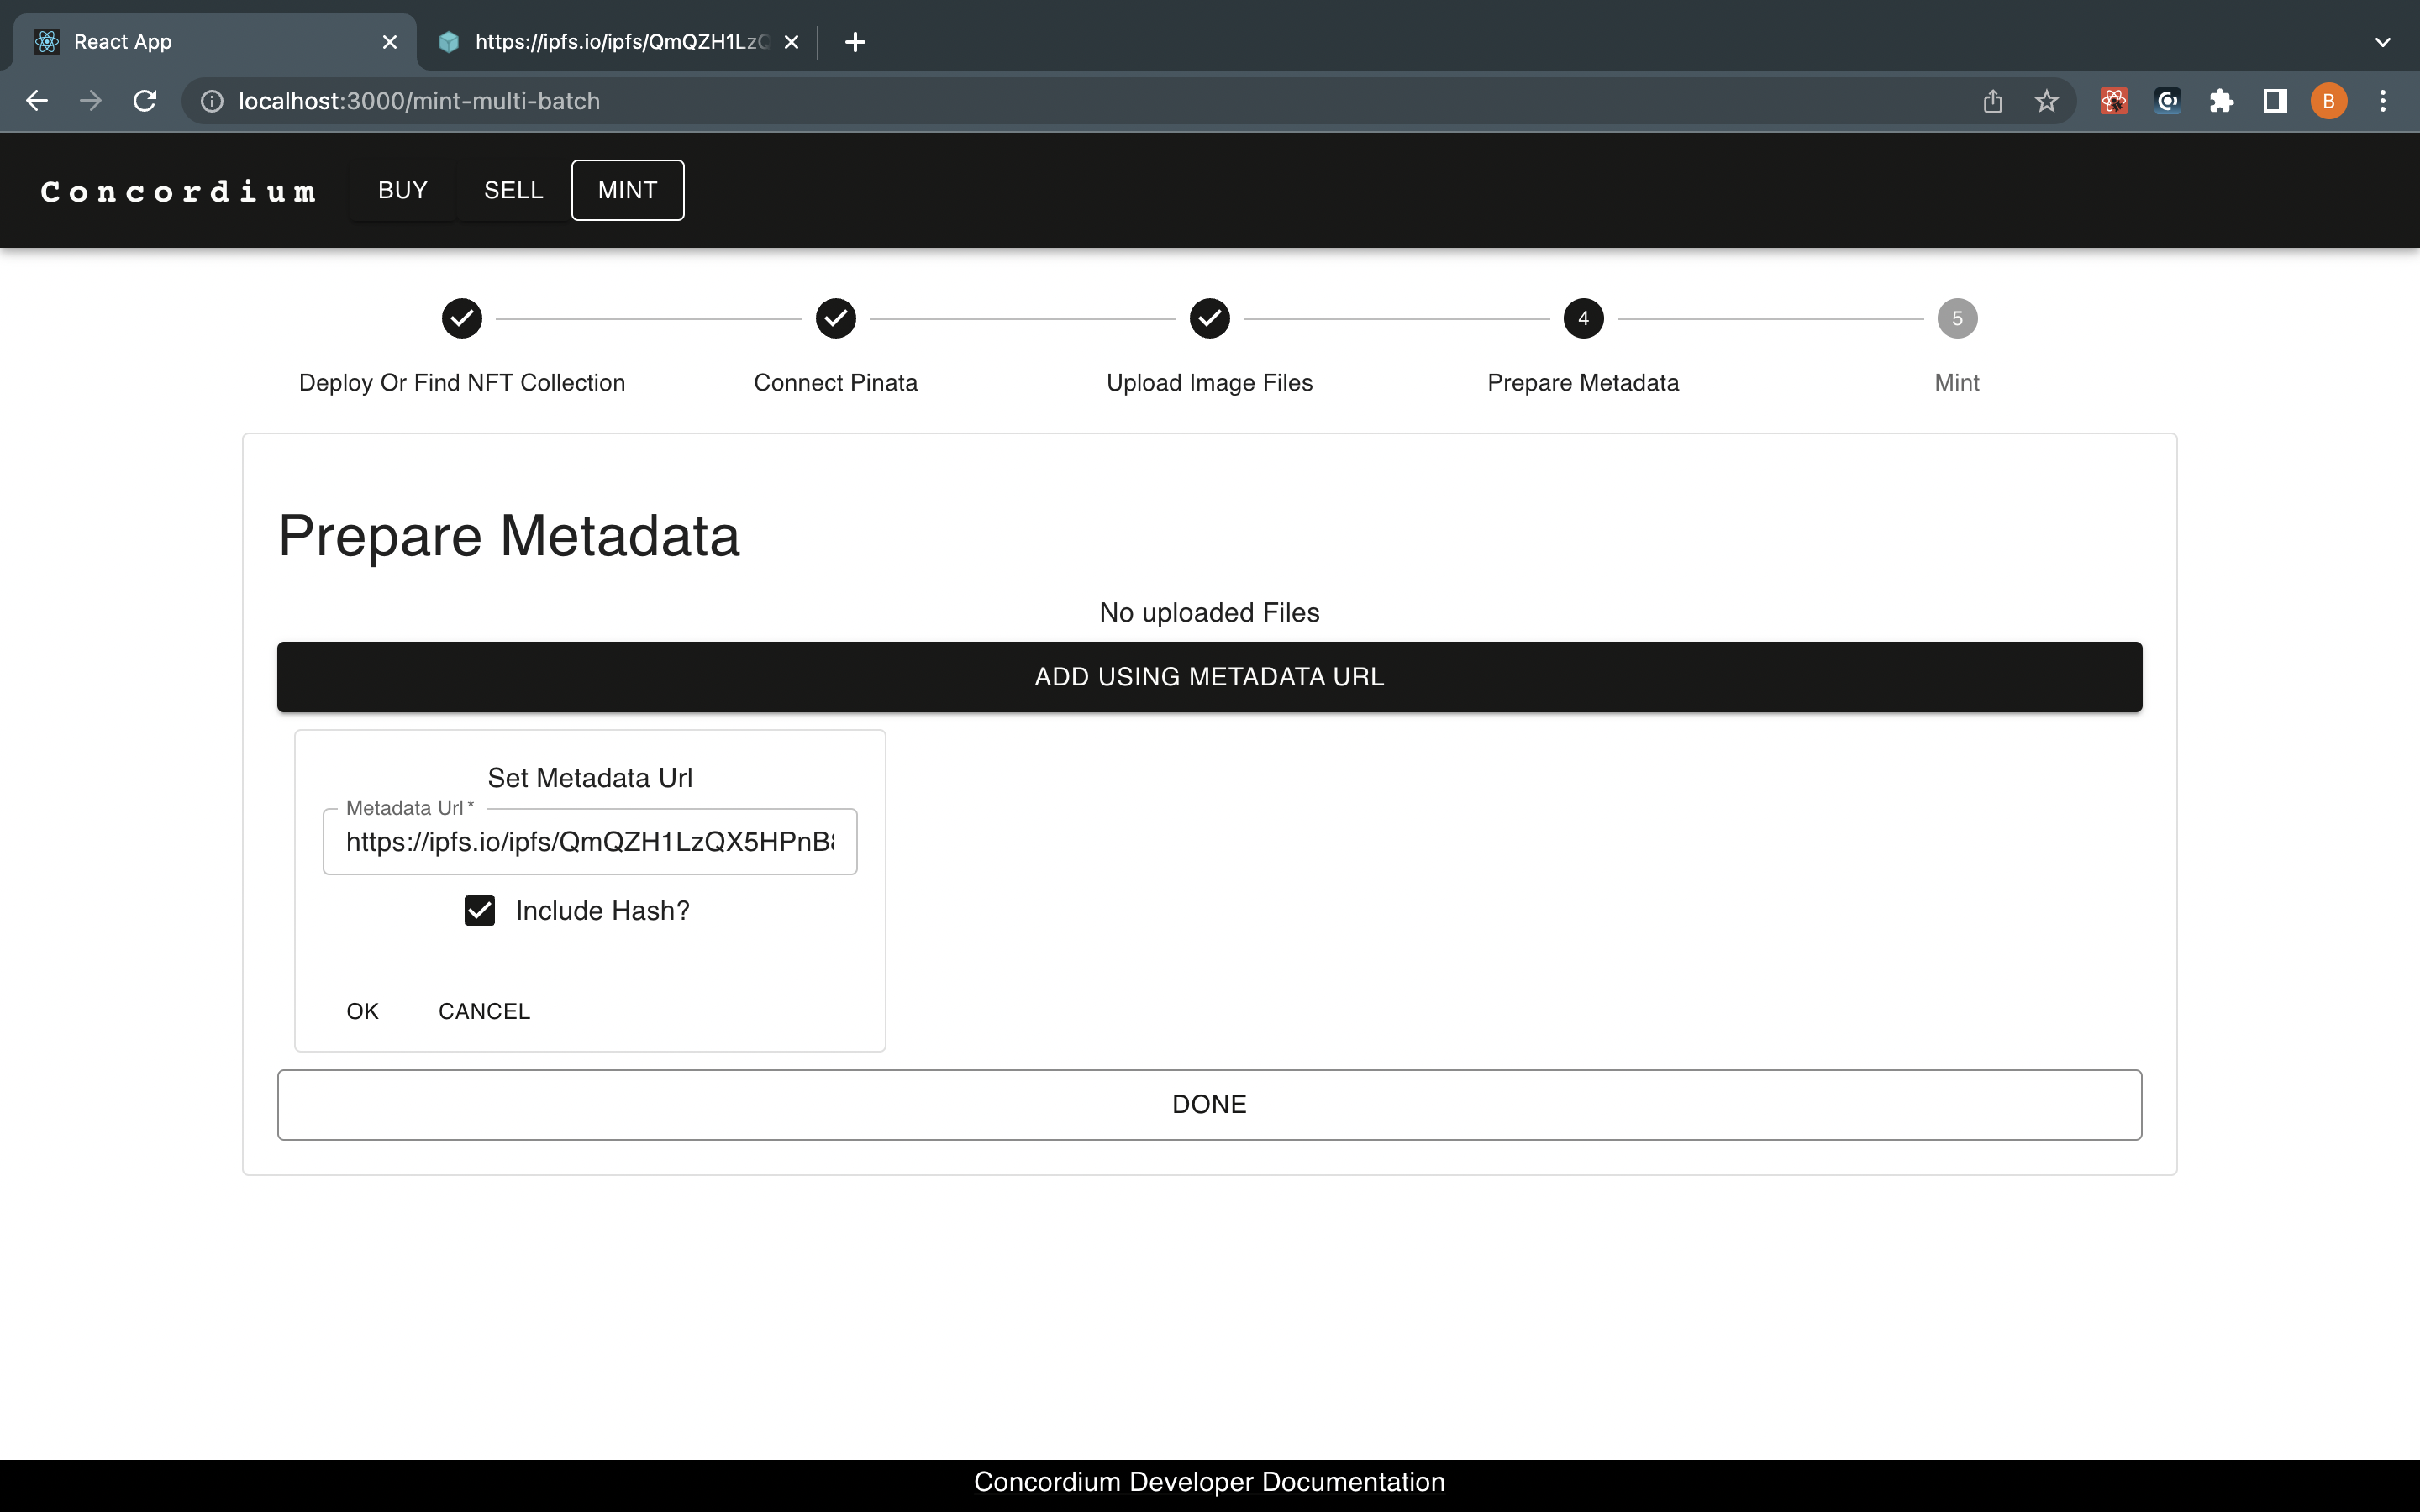 React App
https://ipfs.io/ipfs/QmQZH1LzQ
localhost:3000/mint-multi-batch
B
Concordium BUY SELL MINT
4
5
Deploy Or Find NFT Collection
Connect Pinata
Upload Image Files
Prepare Metadata
Mint
Prepare Metadata
No uploaded Files
ADD USING METADATA URL
Set Metadata Url
Metadata Url *
https://ipfs.io/ipfs/QmQZH1LzQX5HPnB
Include Hash?
OK CANCEL
DONE
Concordium Developer Documentation